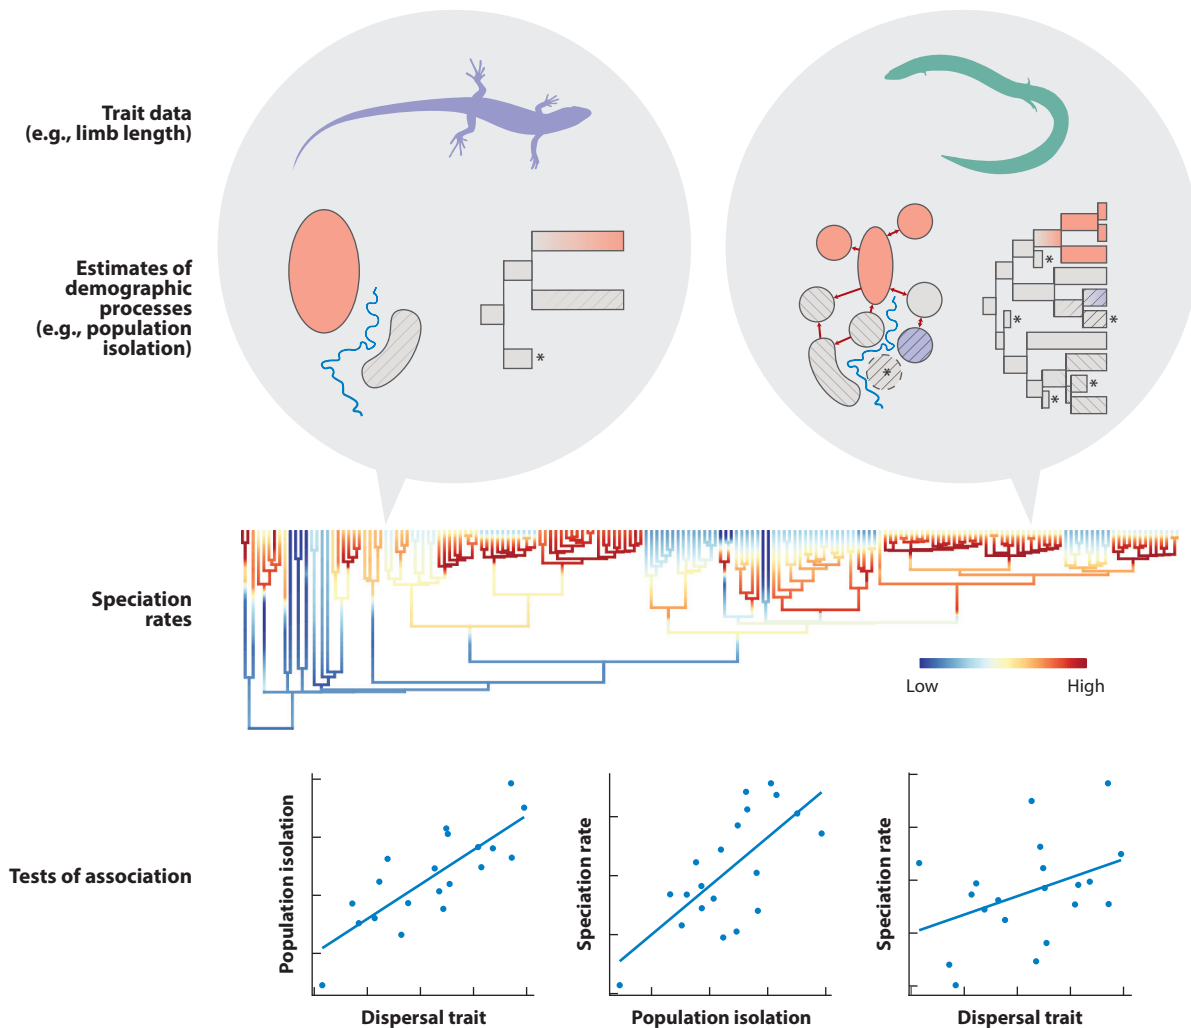 Trait data
(e.g., limb length)
Estimates of
demographic
processes
(e.g., population
isolation)
*
*
*
*
*
*
*
Speciation
rates
Low
High
Tests of association
Population isolation
Dispersal trait
Speciation rate
Population isolation
Speciation rate
Dispersal trait